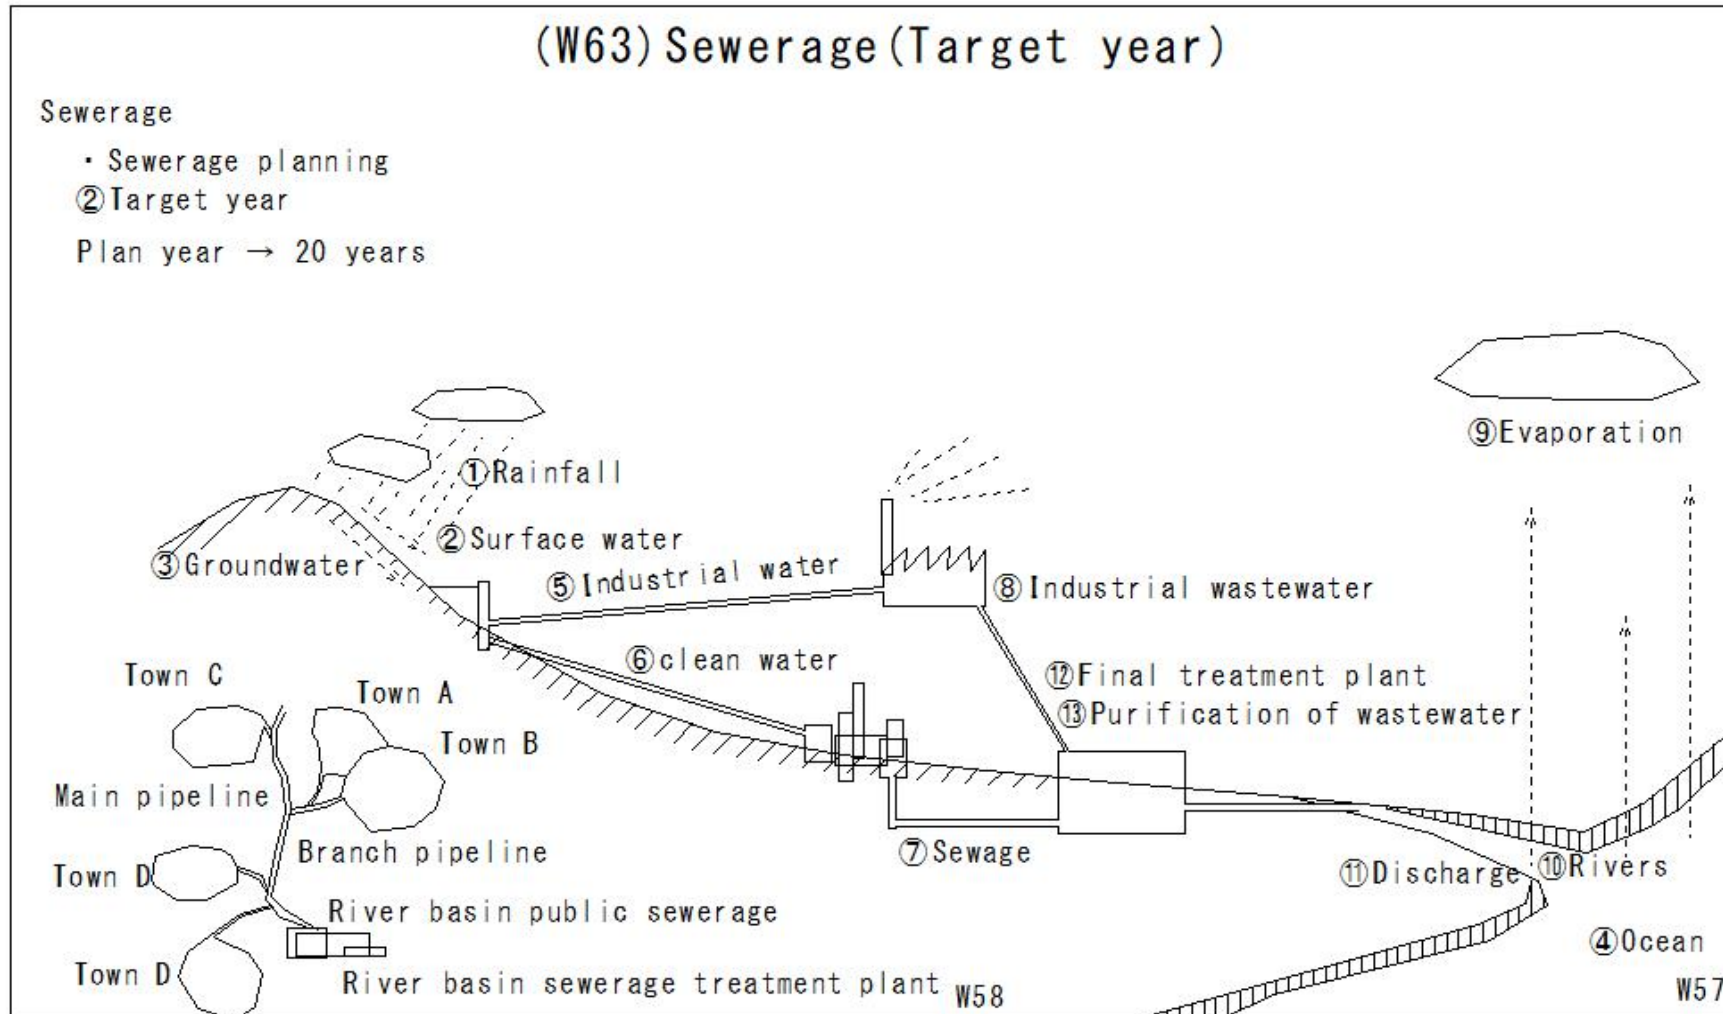 (W63)Sewerage(Target year)
Sewerage
・Sewerage planning
②Target year
Plan year → 20 years
⑨Evaporation
①Rainfall
②Surface water
③Groundwater
⑤Industrial water
⑧Industrial wastewater
⑥clean water
⑫Final treatment plant
⑬Purification of wastewater
Town C
Town A
Town B
Main pipeline
Branch pipeline
⑦Sewage
⑪Discharge
⑩Rivers
Town D
River basin public sewerage
④Ocean
Town D
River basin sewerage treatment plant
W58
W57